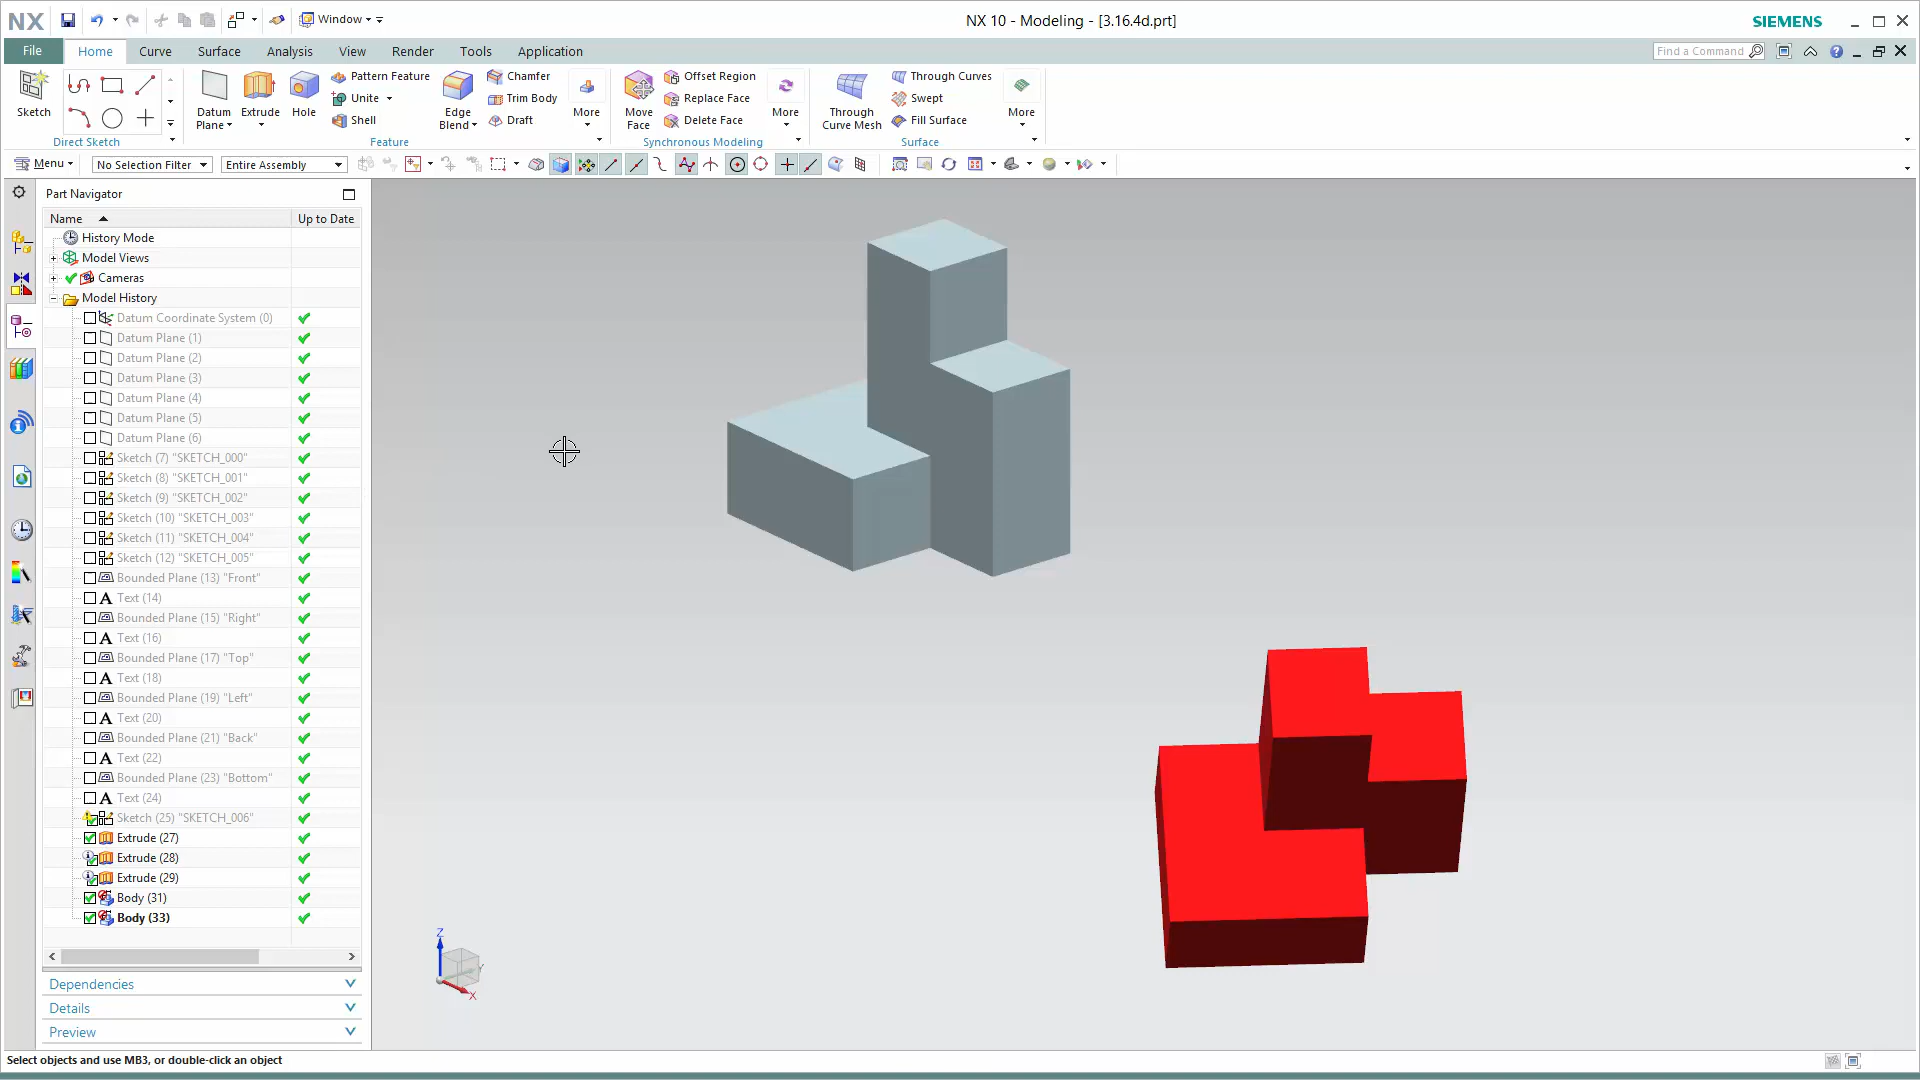 NX Window NX 10 - Modeling - [3.16.4d.prt] SIEMENS
File Home Curve Surface Analysis View Render Tools Application Find a Command
Sketch
Direct Sketch
Datum Plane
Extrude
Hole
Pattern Feature
Unite
Shell
Edge Blend
Chamfer
Trim Body
Draft
More
Feature
Move Face
Offset Region
Replace Face
Delete Face
More
Synchronous Modeling
Through Curve Mesh
Through Curves
Swept
Fill Surface
More
Surface
Menu No Selection Filter Entire Assembly
Part Navigator
Name Up to Date
History Mode
Model Views
Cameras
Model History
Datum Coordinate System (0)
Datum Plane (1)
Datum Plane (2)
Datum Plane (3)
Datum Plane (4)
Datum Plane (5)
Datum Plane (6)
Sketch (7) "SKETCH_000"
Sketch (8) "SKETCH_001"
Sketch (9) "SKETCH_002"
Sketch (10) "SKETCH_003"
Sketch (11) "SKETCH_004"
Sketch (12) "SKETCH_005"
Bounded Plane (13) "Front"
A Text (14)
Bounded Plane (15) "Right"
A Text (16)
Bounded Plane (17) "Top"
A Text (18)
Bounded Plane (19) "Left"
A Text (20)
Bounded Plane (21) "Back"
A Text (22)
Bounded Plane (23) "Bottom"
A Text (24)
Sketch (25) "SKETCH_006"
Extrude (27)
Extrude (28)
Extrude (29)
Body (31)
Body (33)
Z
Y
X
Dependencies
Details
Preview
Select objects and use MB3, or double-click an object